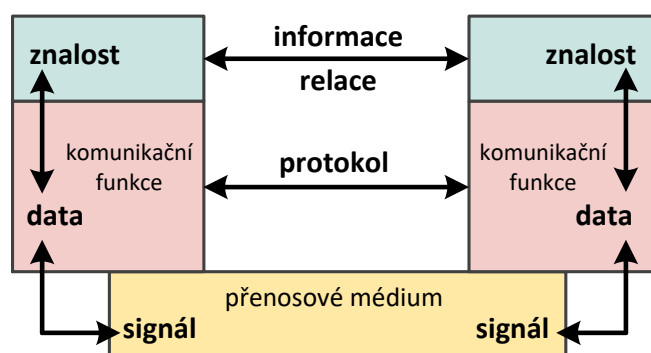 znalost
informace
relace
znalost
komunikační
funkce
protokol
komunikační
funkce
data
data
přenosové médium
signál
signál